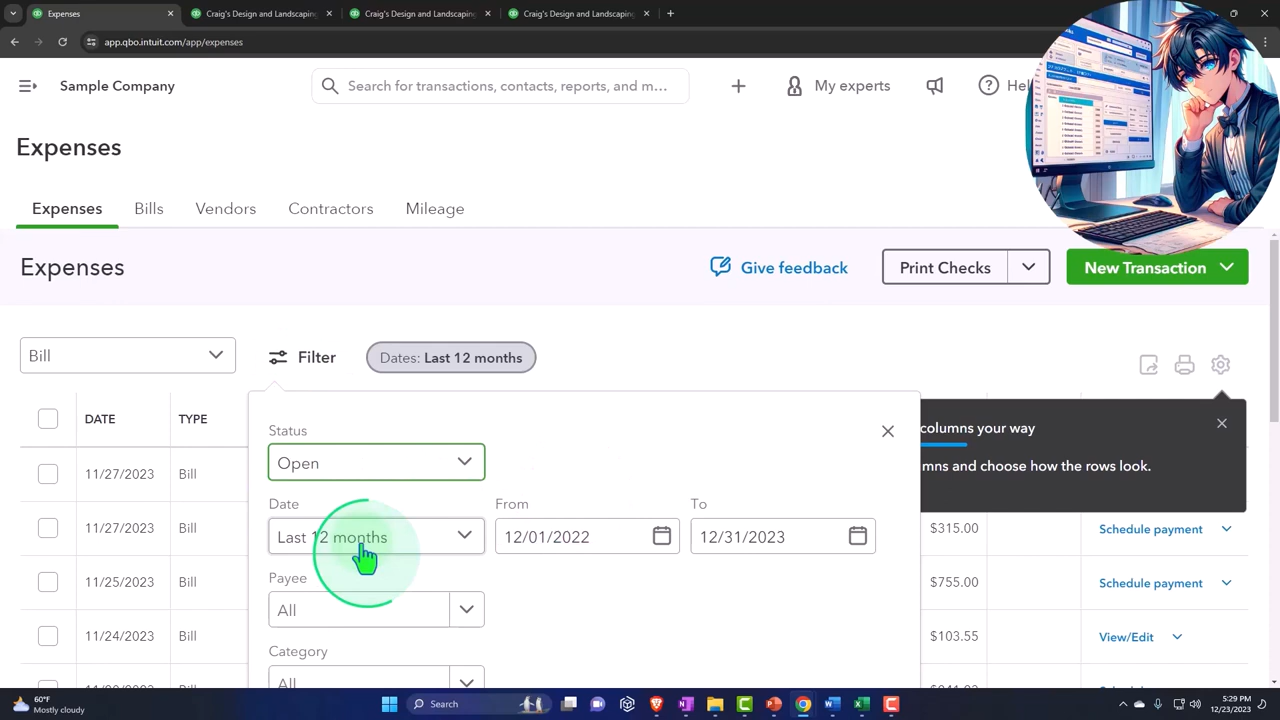 Expenses
Craig's Design and Landscaping
Craig's Design and Landscaping
Craig's Design and Landscaping
app.qbo.intuit.com/app/expenses
Sample Company
Search for transactions, contacts, reports, and m...
My experts
Expenses
Expenses
Bills
Vendors
Contractors
Mileage
Expenses
Give feedback
Print Checks
New Transaction
Bill
Filter
Dates: Last 12 months
DATE
TYPE
Status
columns your way
Open
and choose how the rows look.
11/27/2023
Bill
Date
From
To
Last 12 months
12/01/2022
12/31/2023
11/27/2023
Bill
$315.00
Schedule payment
Payee
11/25/2023
Bill
$755.00
Schedule payment
All
11/24/2023
Bill
$103.55
View/Edit
Category
All
60°F
Mostly cloudy
Search
5:29 PM
12/23/2023